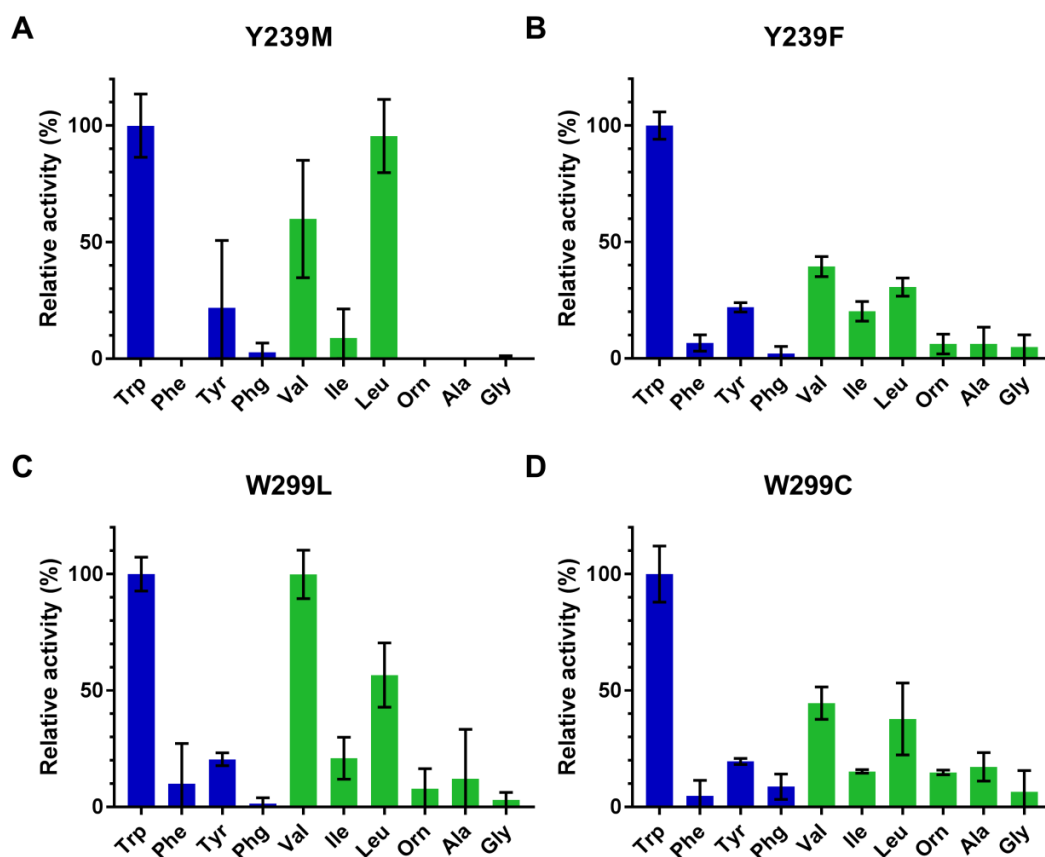 A
Y239M
Relative activity (%)
100
50
0
Trp Phe Tyr Phg Val Ile Leu Orn Ala Gly
B
Y239F
Relative activity (%)
100
50
0
Trp Phe Tyr Phg Val Ile Leu Orn Ala Gly
C
W299L
Relative activity (%)
100
50
0
Trp Phe Tyr Phg Val Ile Leu Orn Ala Gly
D
W299C
Relative activity (%)
100
50
0
Trp Phe Tyr Phg Val Ile Leu Orn Ala Gly